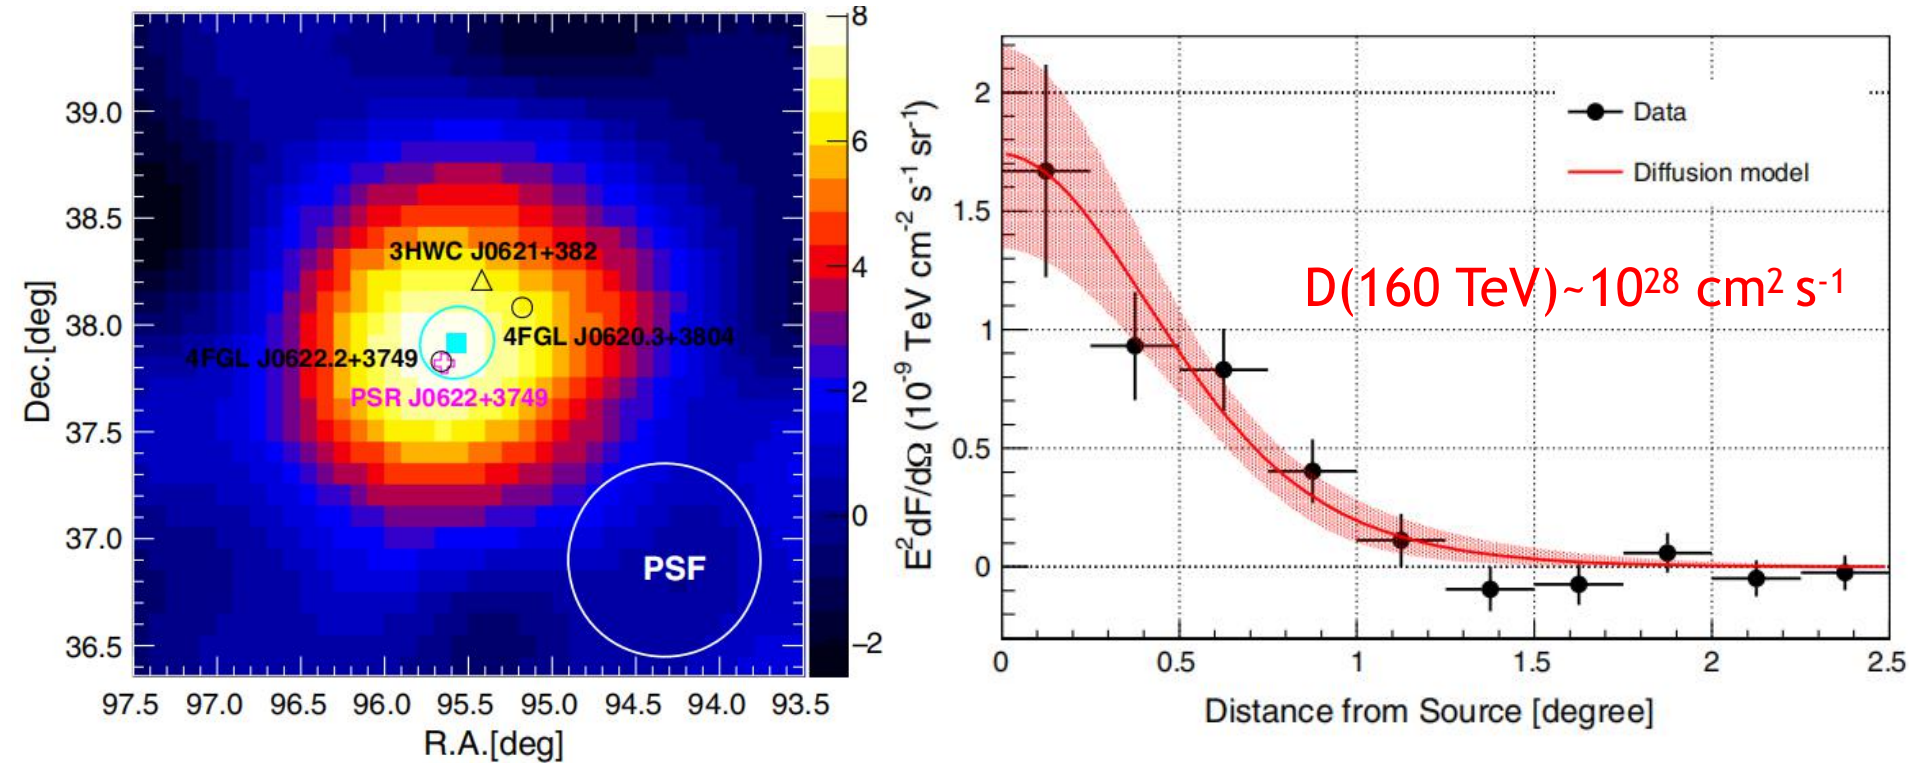 39.0
38.5
38.0
37.5
37.0
36.5
Dec.[deg]
97.5 97.0 96.5 96.0 95.5 95.0 94.5 94.0 93.5
R.A.[deg]
3HWC J0621+382
4FGL J0620.3+3804
4FGL J0622.2+3749
PSR J0622+3749
PSF
8
6
4
2
0
−2
E²dF/dΩ (10⁻⁹ TeV cm⁻² s⁻¹ sr⁻¹)
2
1.5
1
0.5
0
Data
Diffusion model
D(160 TeV)~10²⁸ cm² s⁻¹
0 0.5 1 1.5 2 2.5
Distance from Source [degree]